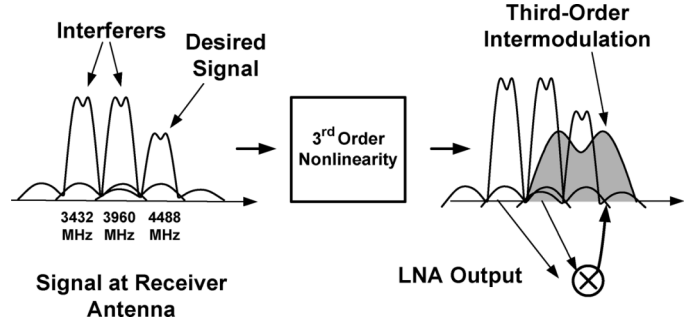 Interferers
Desired
Signal
3432
MHz
3960
MHz
4488
MHz
Signal at Receiver
Antenna
3rd Order
Nonlinearity
Third-Order
Intermodulation
LNA Output